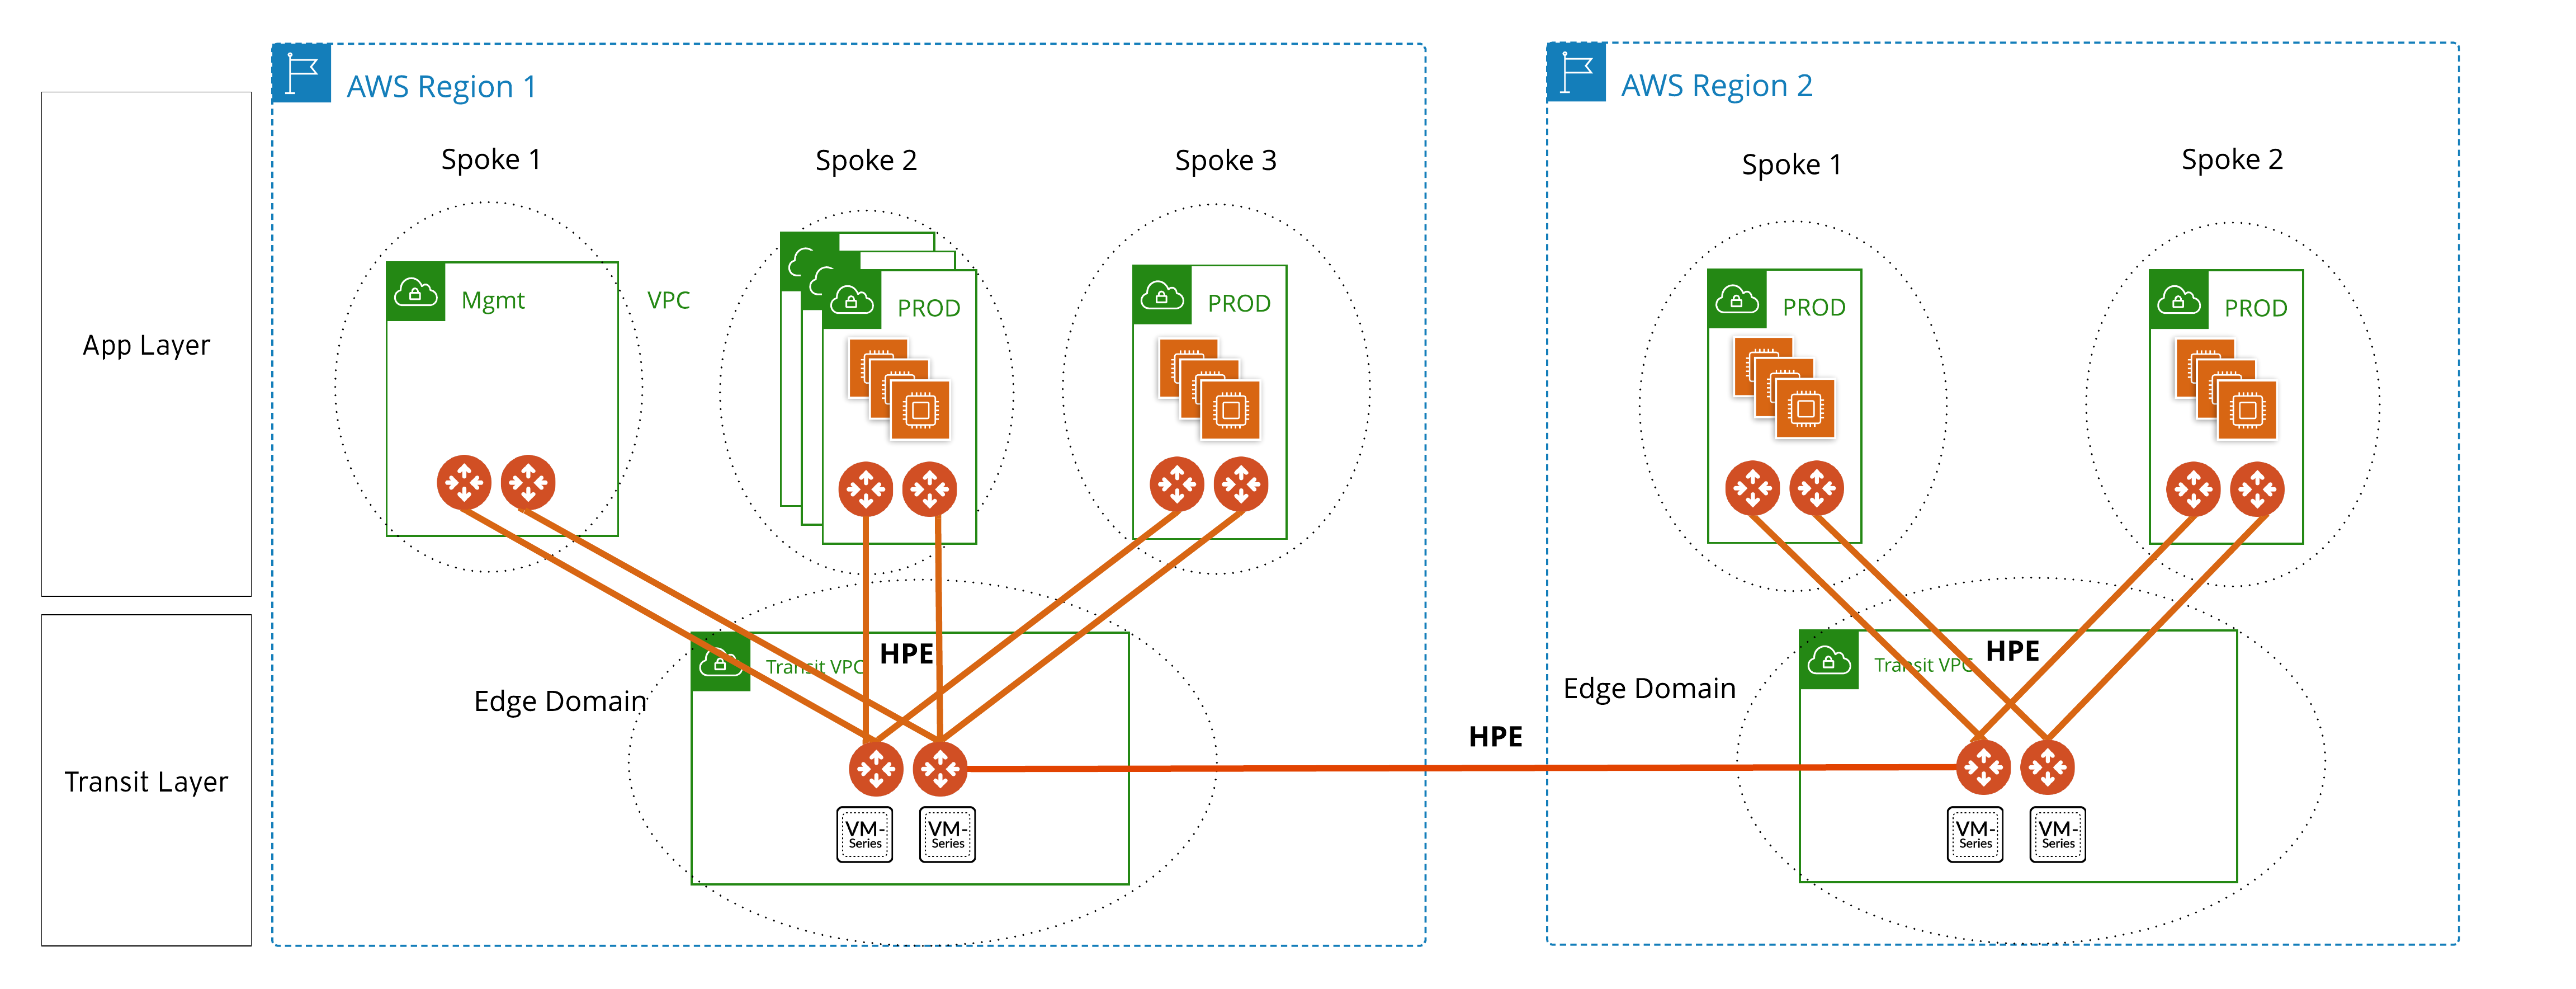 AWS Region 1
AWS Region 2
Spoke 1
Spoke 2
Spoke 3
Spoke 1
Spoke 2
App Layer
Mgmt
VPC
PROD
PROD
PROD
PROD
Transit Layer
Edge Domain
Transit VPC
HPE
HPE
Edge Domain
Transit VPC
HPE
VM-
Series
VM-
Series
VM-
Series
VM-
Series